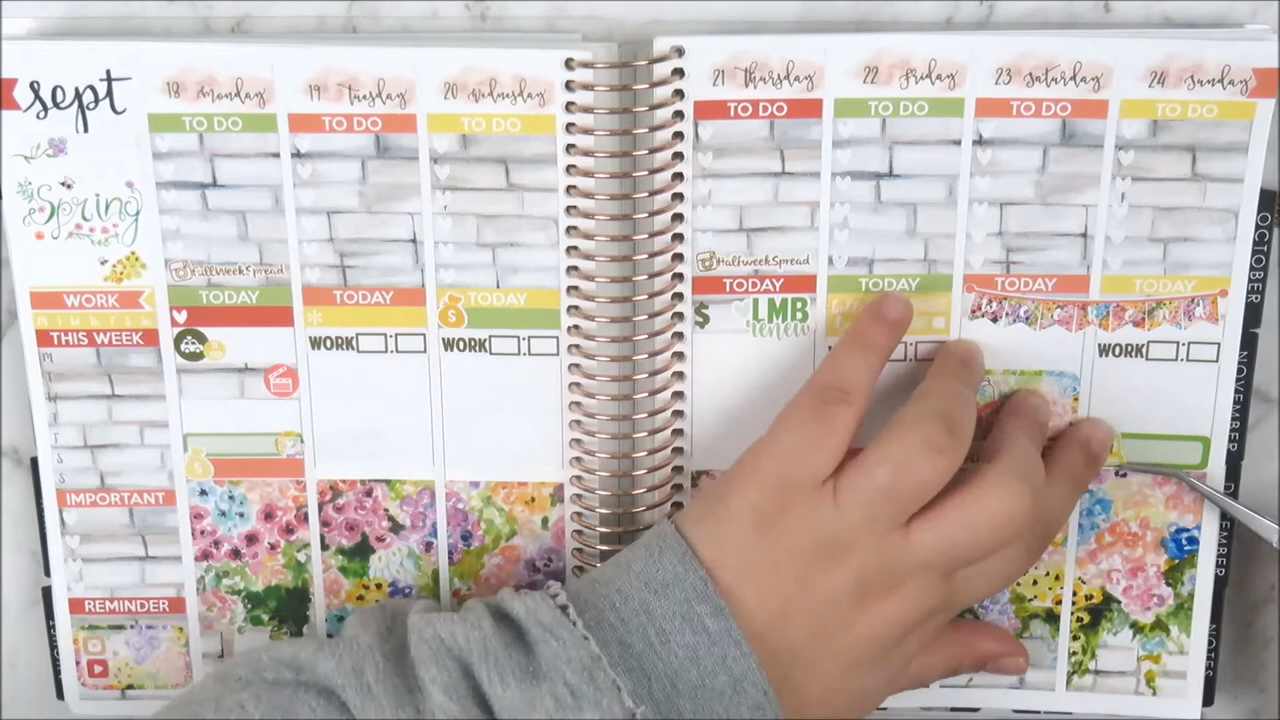 sept
Spring
WORK
M T W T F S S
THIS WEEK
M
T
F
S
S
IMPORTANT
REMINDER
18 Monday
TO DO
FullWeekSpread
TODAY
19 Tuesday
TO DO
TODAY
WORK :
20 Wednesday
TO DO
TODAY
$
WORK :
21 Thursday
TO DO
HalfweekSpread
TODAY
$ LMB
renew
22 Friday
TO DO
TODAY
23 Saturday
TO DO
TODAY
weekend
24 Sunday
TO DO
TODAY
WORK :
OCTOBER
NOVEMBER
NOTES